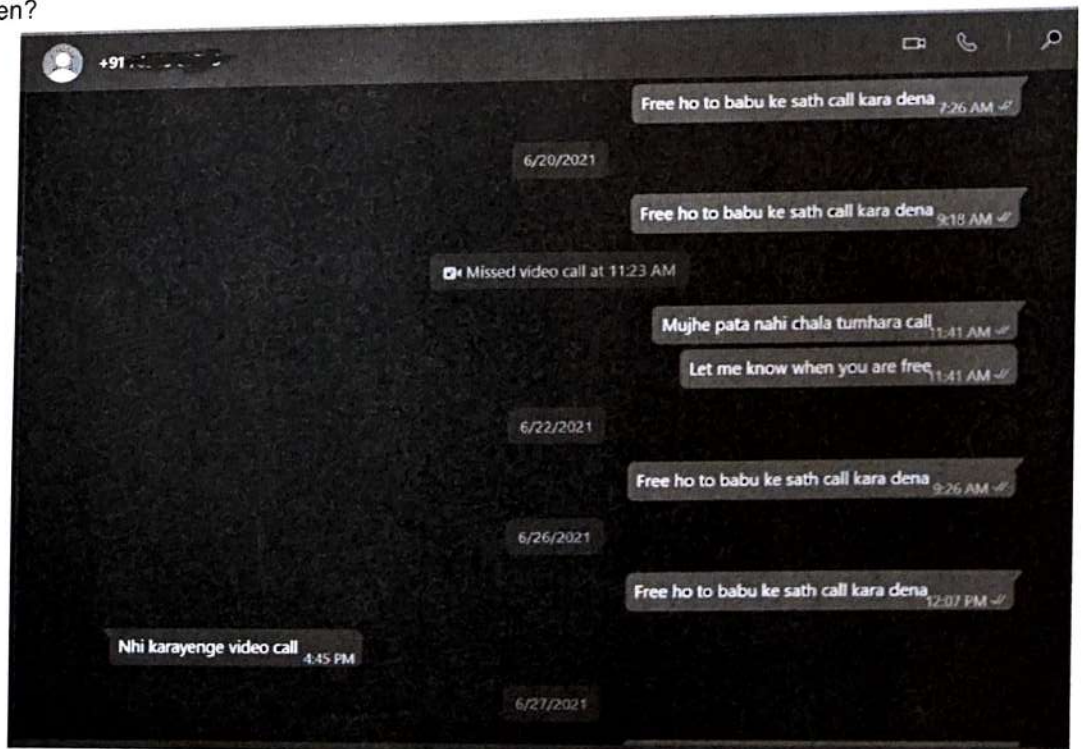 en?
+91
Free ho to babu ke sath call kara dena 7:26 AM
6/20/2021
Free ho to babu ke sath call kara dena 9:18 AM
Missed video call at 11:23 AM
Mujhe pata nahi chala tumhara call 11:41 AM
Let me know when you are free 11:41 AM
6/22/2021
Free ho to babu ke sath call kara dena 9:26 AM
6/26/2021
Free ho to babu ke sath call kara dena 12:07 PM
Nhi karayenge video call 4:45 PM
6/27/2021